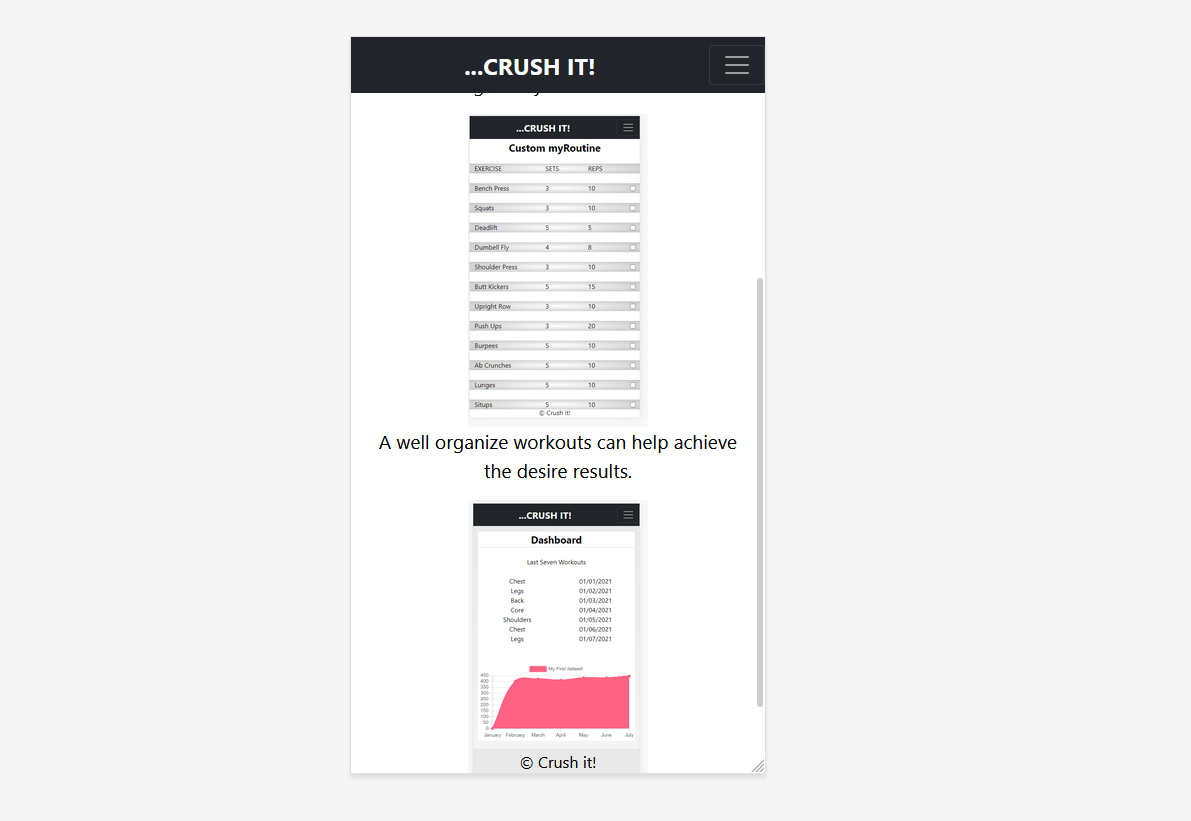 ...CRUSH IT!
...CRUSH IT!
Custom myRoutine
EXERCISE SETS REPS
Bench Press 3 10
Squats 3 10
Deadlift 5 5
Dumbell Fly 4 8
Shoulder Press 3 10
Butt Kickers 5 15
Upright Row 3 10
Push Ups 3 20
Burpees 5 10
Ab Crunches 5 10
Lunges 5 10
Situps 5 10
© Crush it!
A well organize workouts can help achieve
the desire results.
...CRUSH IT!
Dashboard
Last Seven Workouts
Chest 01/01/2021
Legs 01/02/2021
Back 01/03/2021
Core 01/04/2021
Shoulders 01/05/2021
Chest 01/06/2021
Legs 01/07/2021
My First dataset
450
400
350
300
250
200
150
100
50
0
January February March April May June July
© Crush it!